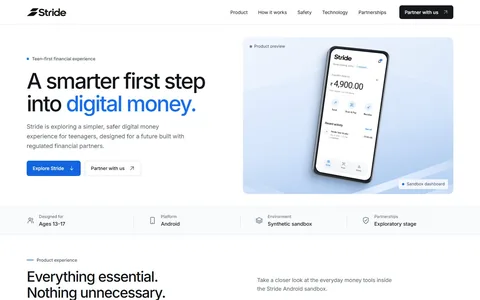 Stride
Product
How it works
Safety
Technology
Partnerships
Partner with us
Teen-first financial experience
A smarter first step
into digital money.
Stride is exploring a simpler, safer digital money
experience for teenagers, designed for a future built with
regulated financial partners.
Explore Stride
Partner with us
Product preview
Stride
₹ 4,900.00
Recent activity
Sandbox dashboard
Designed for
Ages 13-17
Platform
Android
Environment
Synthetic sandbox
Partnerships
Exploratory stage
Product experience
Everything essential.
Nothing unnecessary.
Take a closer look at the everyday money tools inside
the Stride Android sandbox.